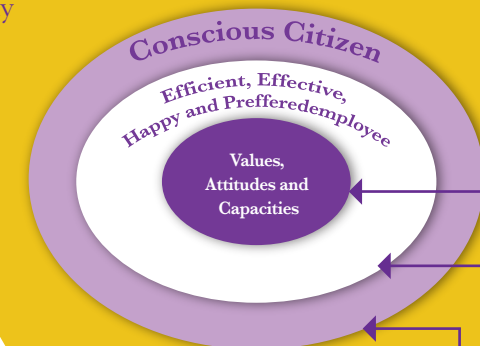 y
Conscious Citizen
Efficient, Effective,
Happy and Prefferedemployee
Values,
Attitudes and
Capacities